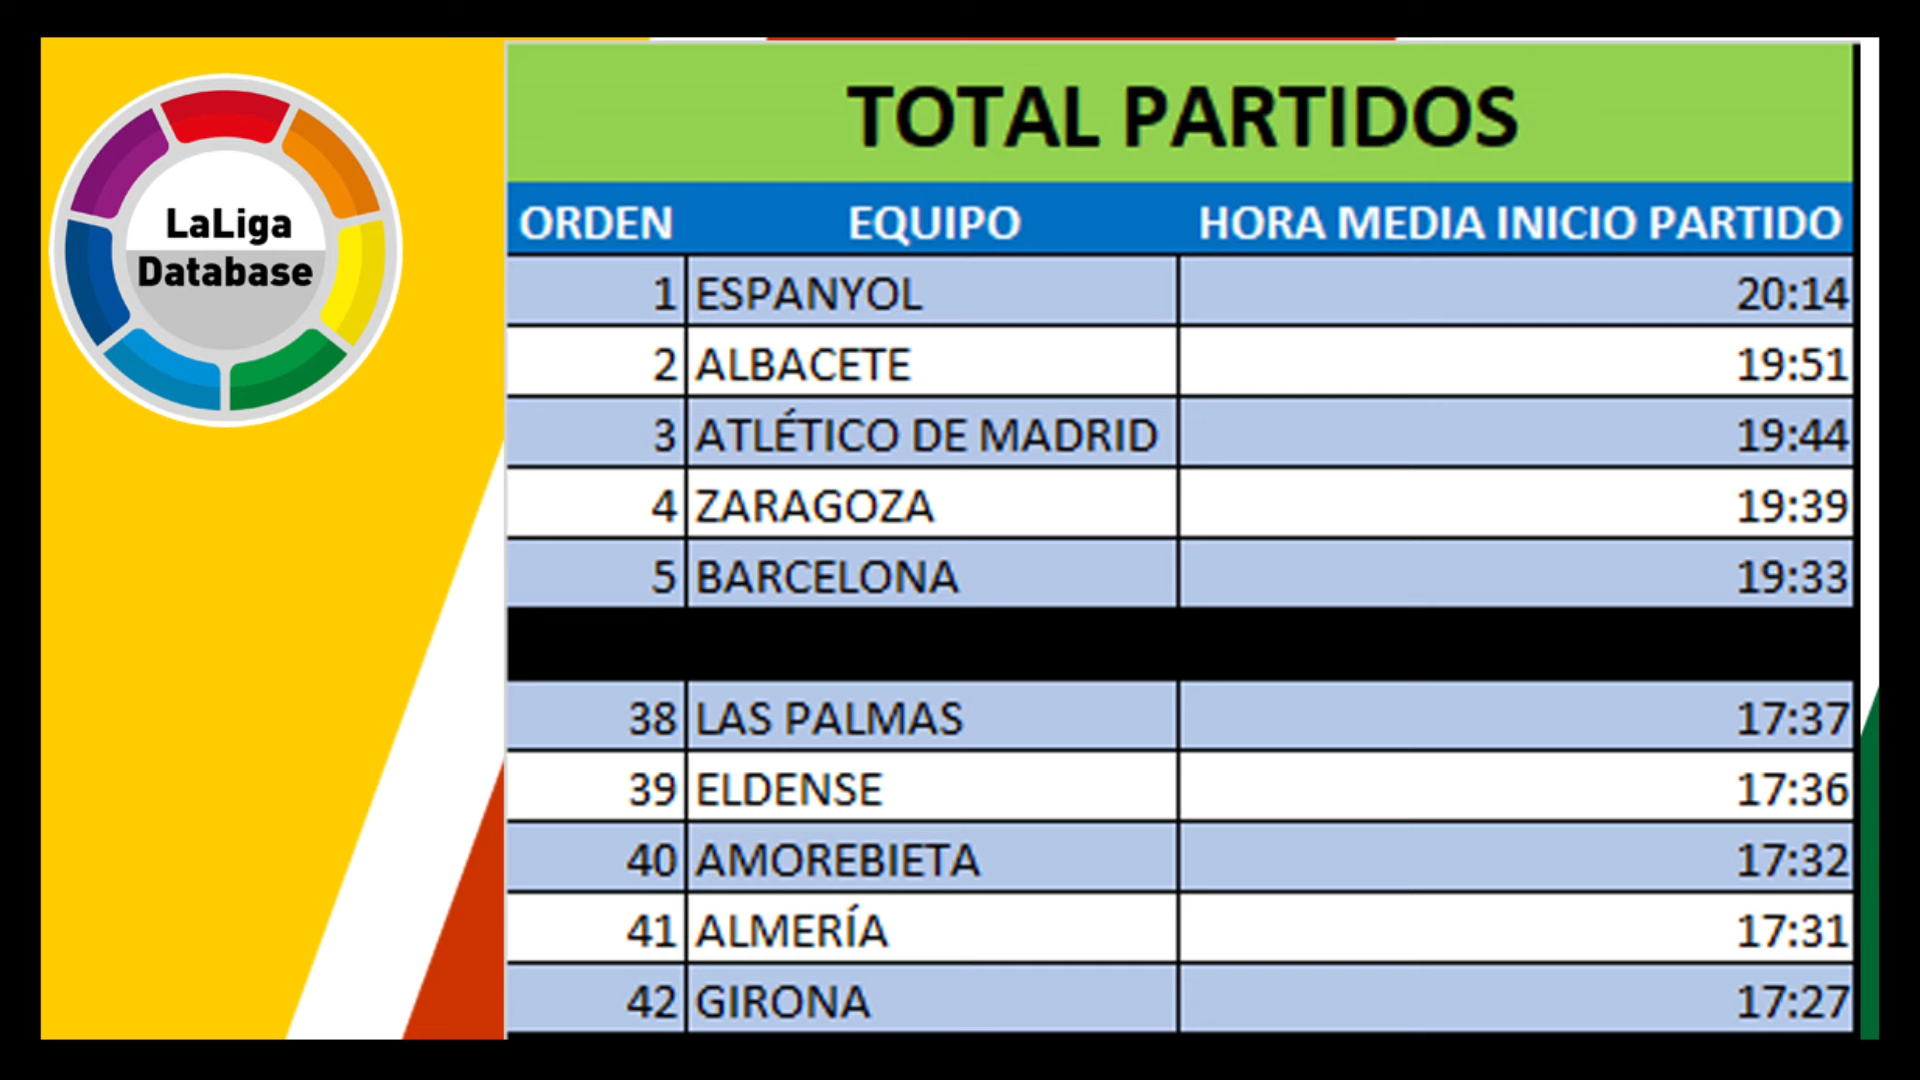 LaLiga
Database
TOTAL PARTIDOS
ORDEN EQUIPO HORA MEDIA INICIO PARTIDO
1 ESPANYOL 20:14
2 ALBACETE 19:51
3 ATLÉTICO DE MADRID 19:44
4 ZARAGOZA 19:39
5 BARCELONA 19:33
38 LAS PALMAS 17:37
39 ELDENSE 17:36
40 AMOREBIETA 17:32
41 ALMERÍA 17:31
42 GIRONA 17:27